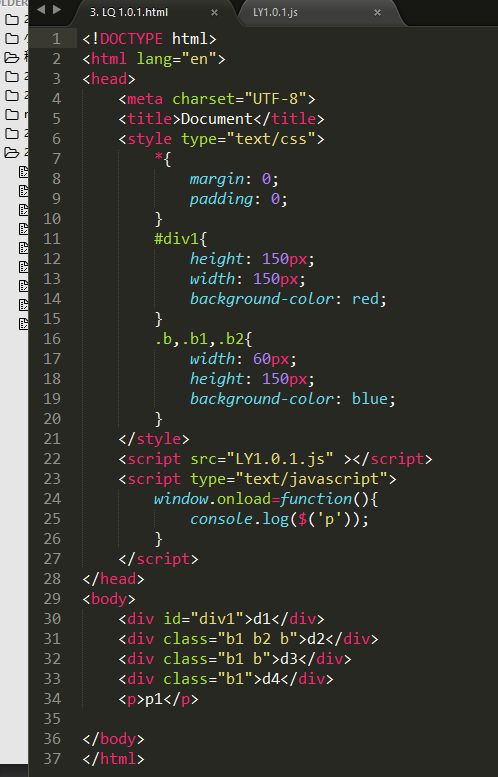 3. LQ 1.0.1.html × LY1.0.1.js ×
1 <!DOCTYPE html>
2 <html lang="en">
3 <head>
4 <meta charset="UTF-8">
5 <title>Document</title>
6 <style type="text/css">
7 *{
8 margin: 0;
9 padding: 0;
10 }
11 #div1{
12 height: 150px;
13 width: 150px;
14 background-color: red;
15 }
16 .b,.b1,.b2{
17 width: 60px;
18 height: 150px;
19 background-color: blue;
20 }
21 </style>
22 <script src="LY1.0.1.js" ></script>
23 <script type="text/javascript">
24 window.onload=function(){
25 console.log($('p'));
26 }
27 </script>
28 </head>
29 <body>
30 <div id="div1">d1</div>
31 <div class="b1 b2 b">d2</div>
32 <div class="b1 b">d3</div>
33 <div class="b1">d4</div>
34 <p>p1</p>
35
36 </body>
37 </html>